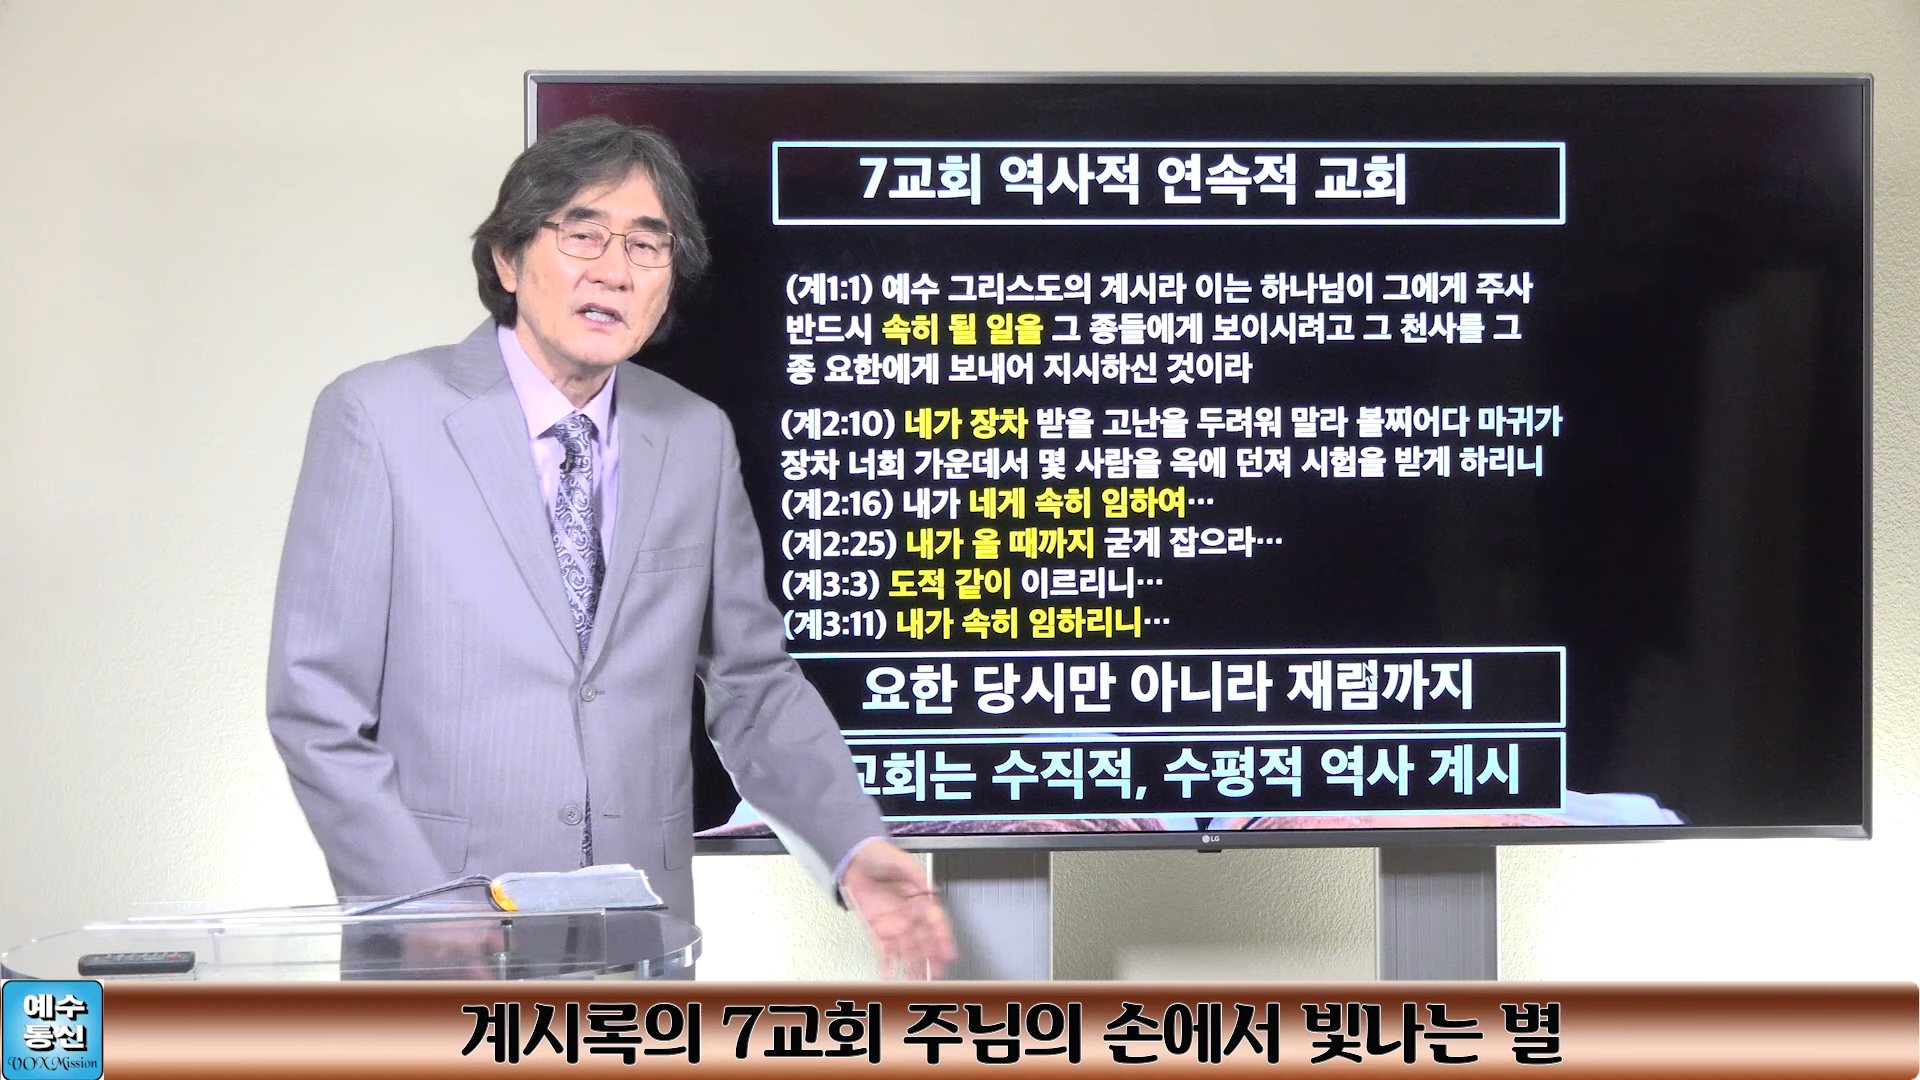 7교회 역사적 연속적 교회
(계1:1) 예수 그리스도의 계시라 이는 하나님이 그에게 주사
반드시 속히 될 일을 그 종들에게 보이시려고 그 천사를 그
종 요한에게 보내어 지시하신 것이라
(계2:10) 네가 장차 받을 고난을 두려워 말라 볼찌어다 마귀가
장차 너희 가운데서 몇 사람을 옥에 던져 시험을 받게 하리니
(계2:16) 내가 네게 속히 임하여…
(계2:25) 내가 올 때까지 굳게 잡으라…
(계3:3) 도적 같이 이르리니…
(계3:11) 내가 속히 임하리니…
요한 당시만 아니라 재림까지
교회는 수직적, 수평적 역사 계시
LG
예수
통신
VOX Mission
계시록의 7교회 주님의 손에서 빛나는 별